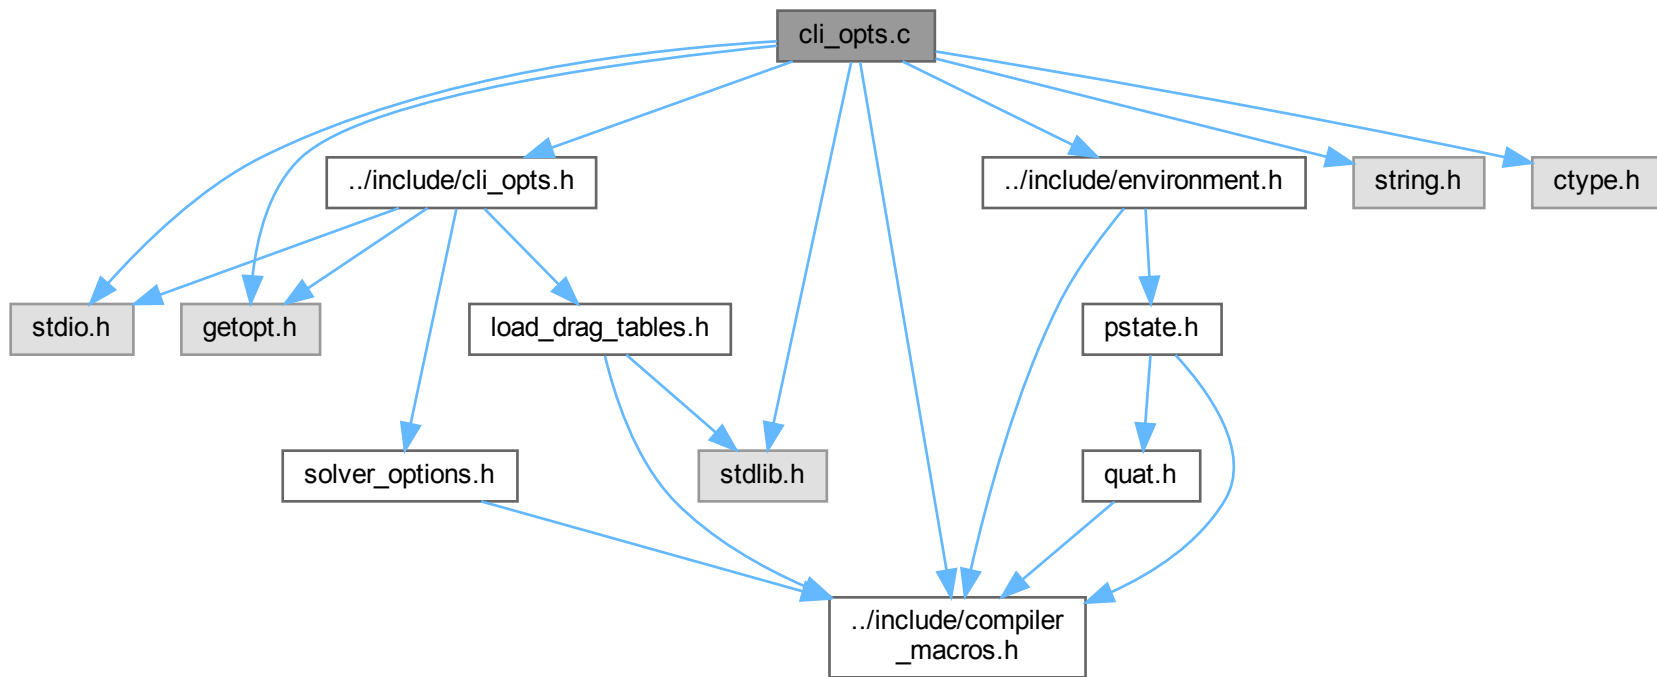 cli_opts.c
../include/cli_opts.h
../include/environment.h
string.h
ctype.h
stdio.h
getopt.h
load_drag_tables.h
pstate.h
solver_options.h
stdlib.h
quat.h
../include/compiler
_macros.h